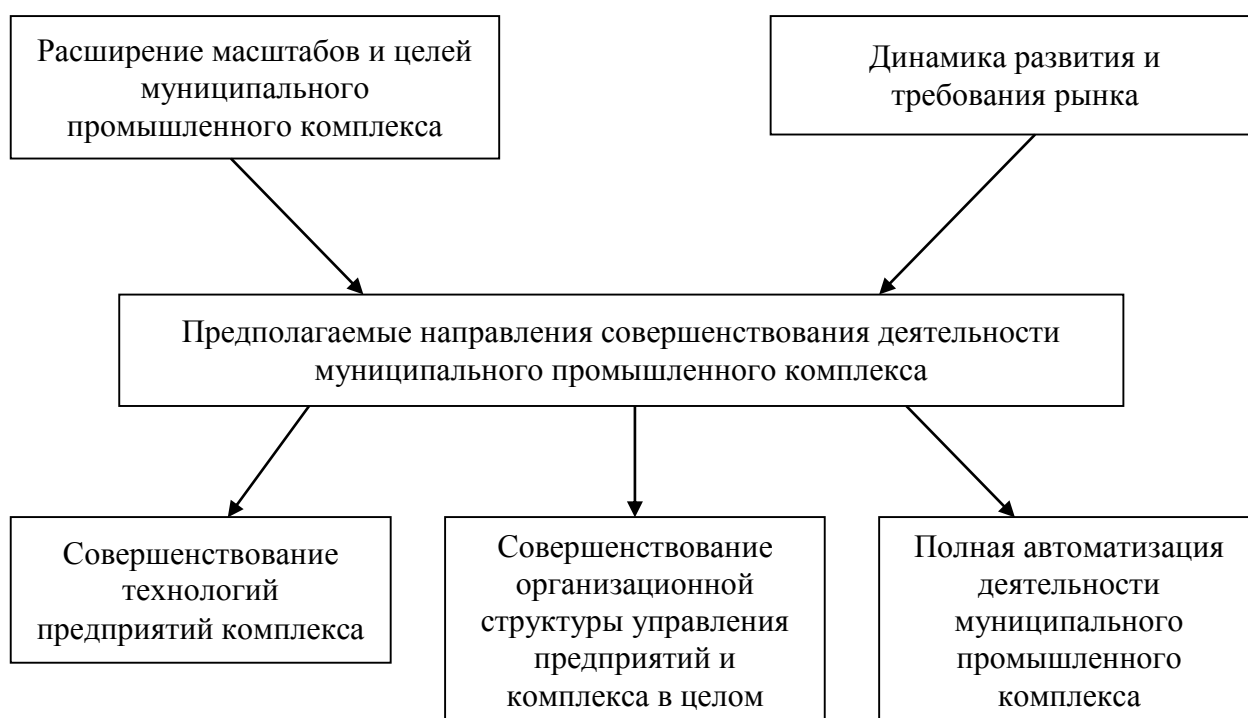 Расширение масштабов и целей
муниципального
промышленного комплекса
Динамика развития и
требования рынка
Предполагаемые направления совершенствования деятельности
муниципального промышленного комплекса
Совершенствование
технологий
предприятий комплекса
Совершенствование
организационной
структуры управления
предприятий и
комплекса в целом
Полная автоматизация
деятельности
муниципального
промышленного
комплекса